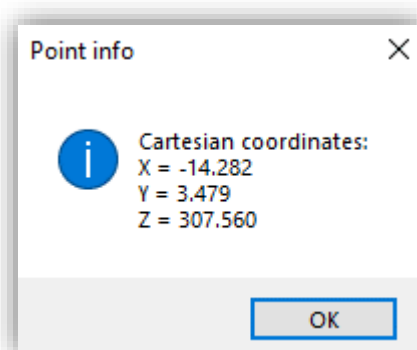 Point info
Cartesian coordinates:
X = -14.282
Y = 3.479
Z = 307.560
OK